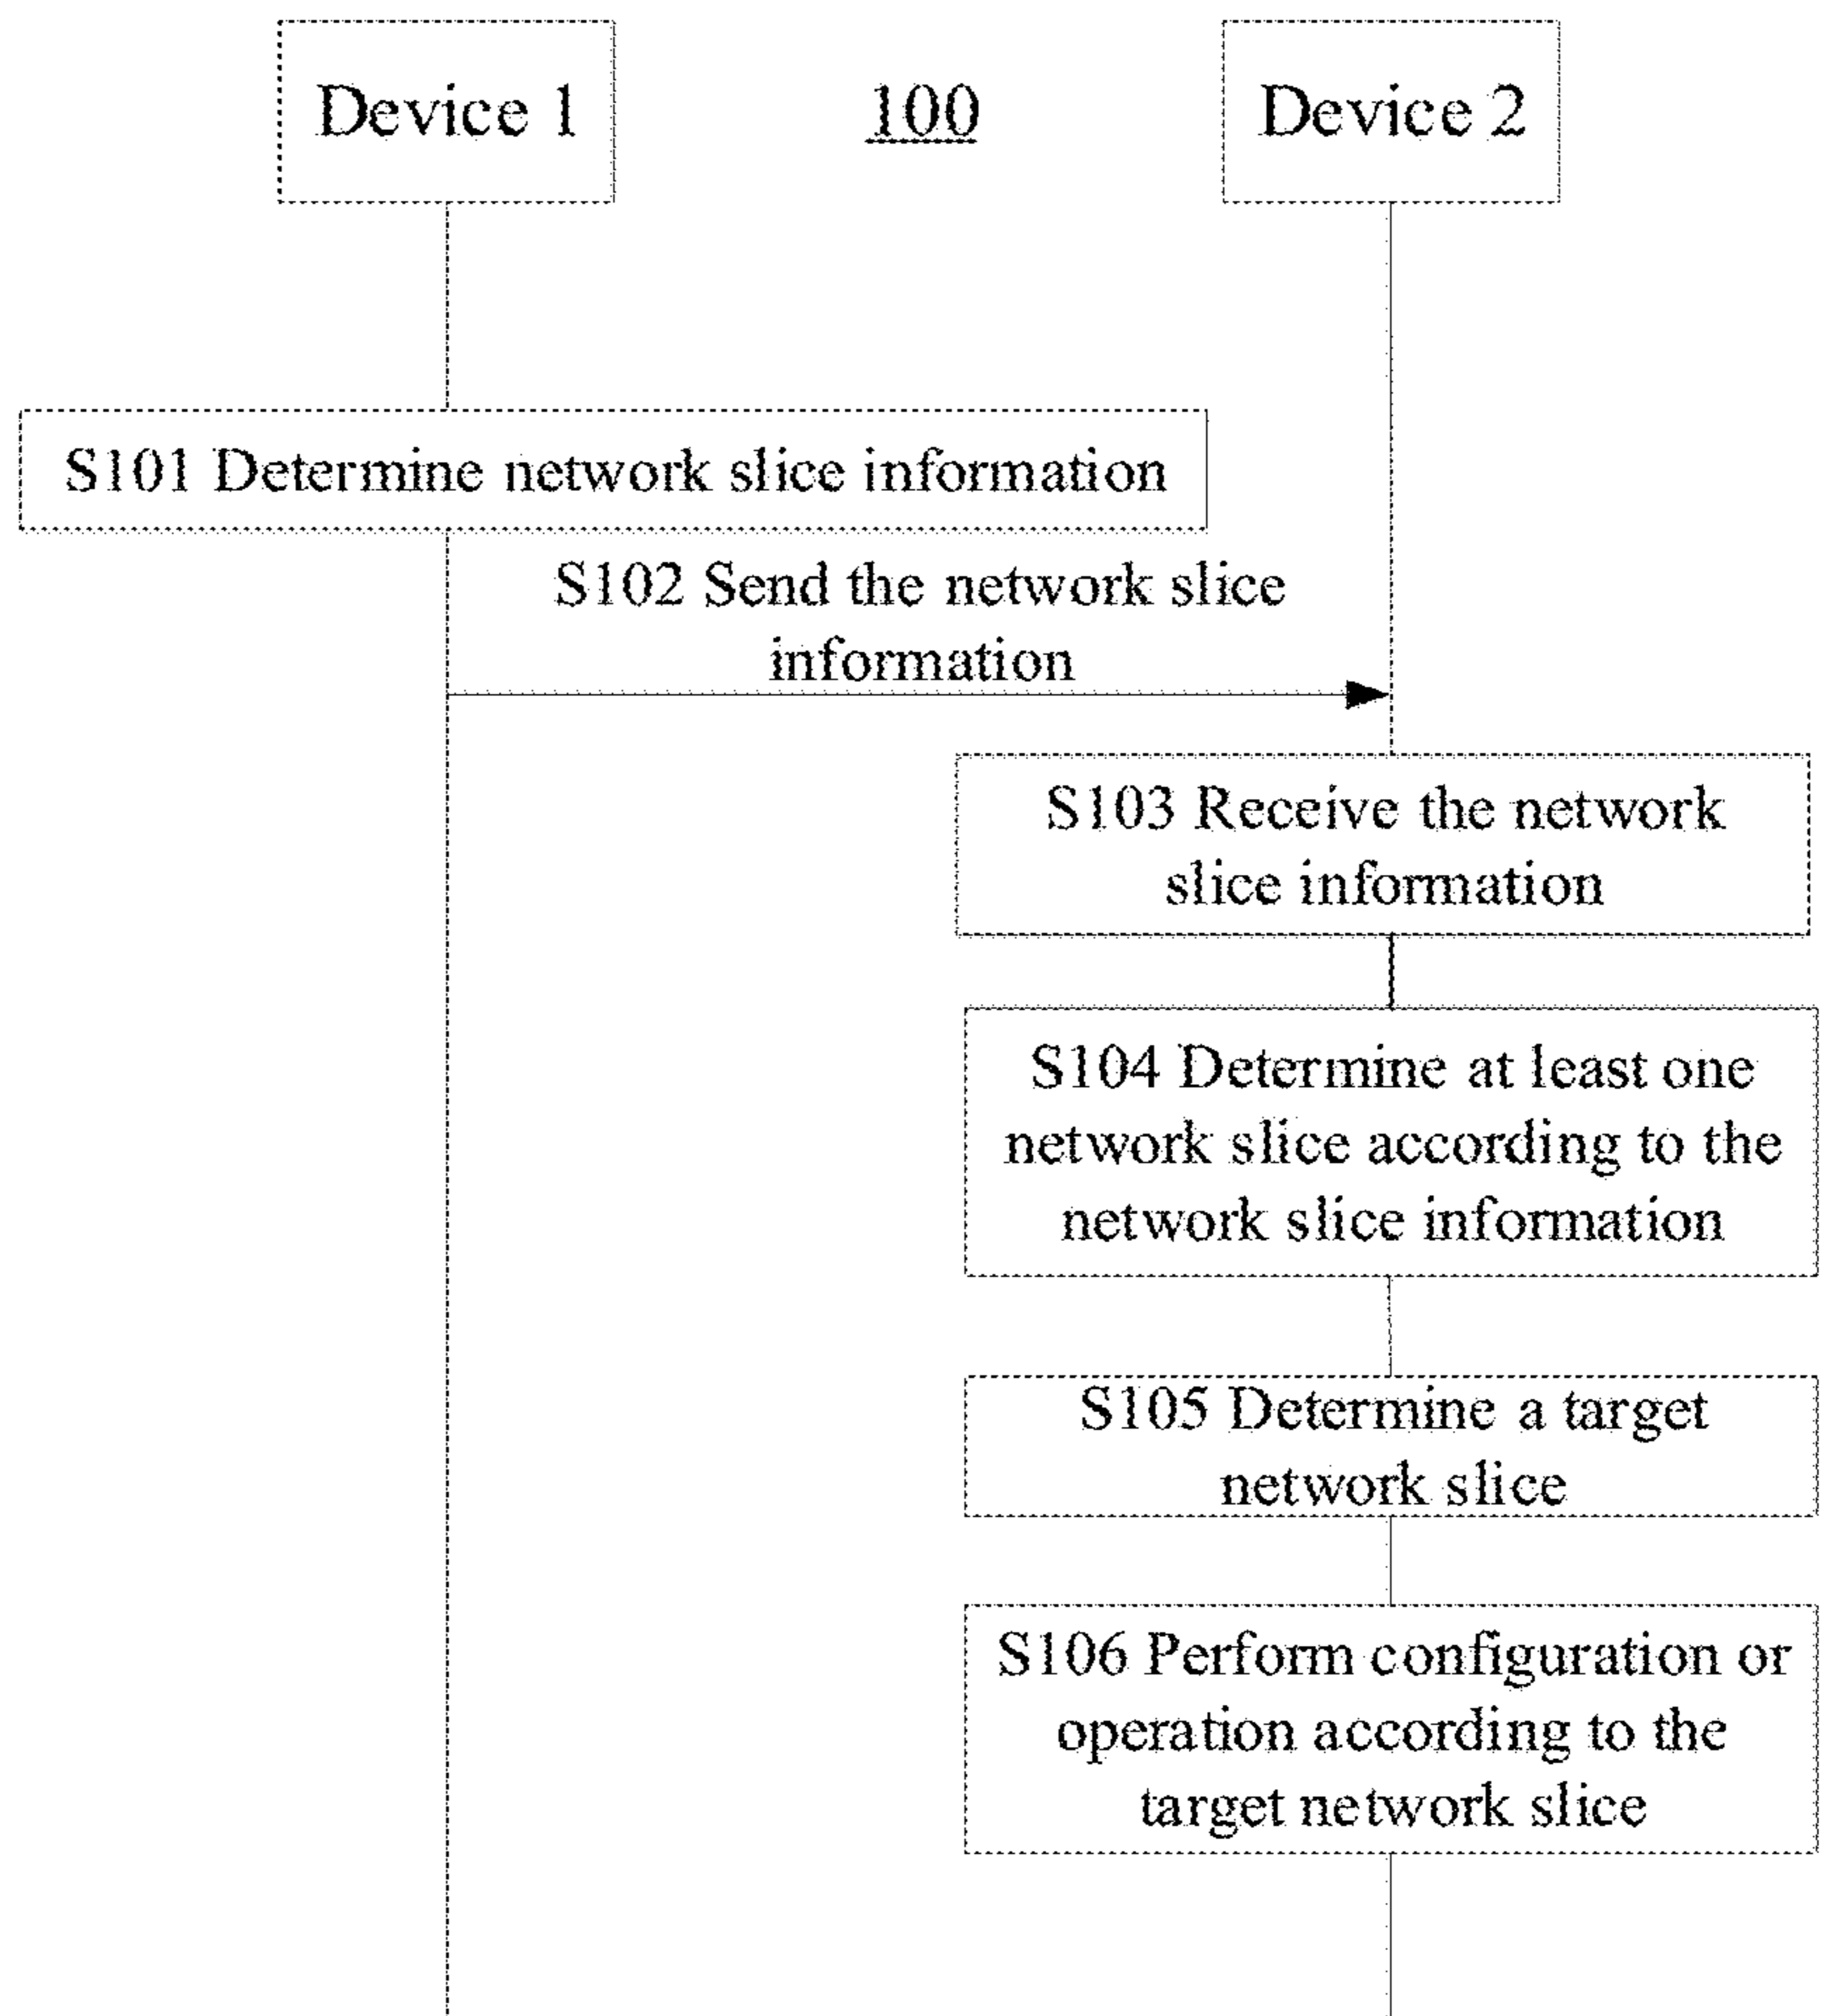 Device 1
100
Device 2
S101 Determine network slice information
S102 Send the network slice
information
S103 Receive the network
slice information
S104 Determine at least one
network slice according to the
network slice information
S105 Determine a target
network slice
S106 Perform configuration or
operation according to the
target network slice